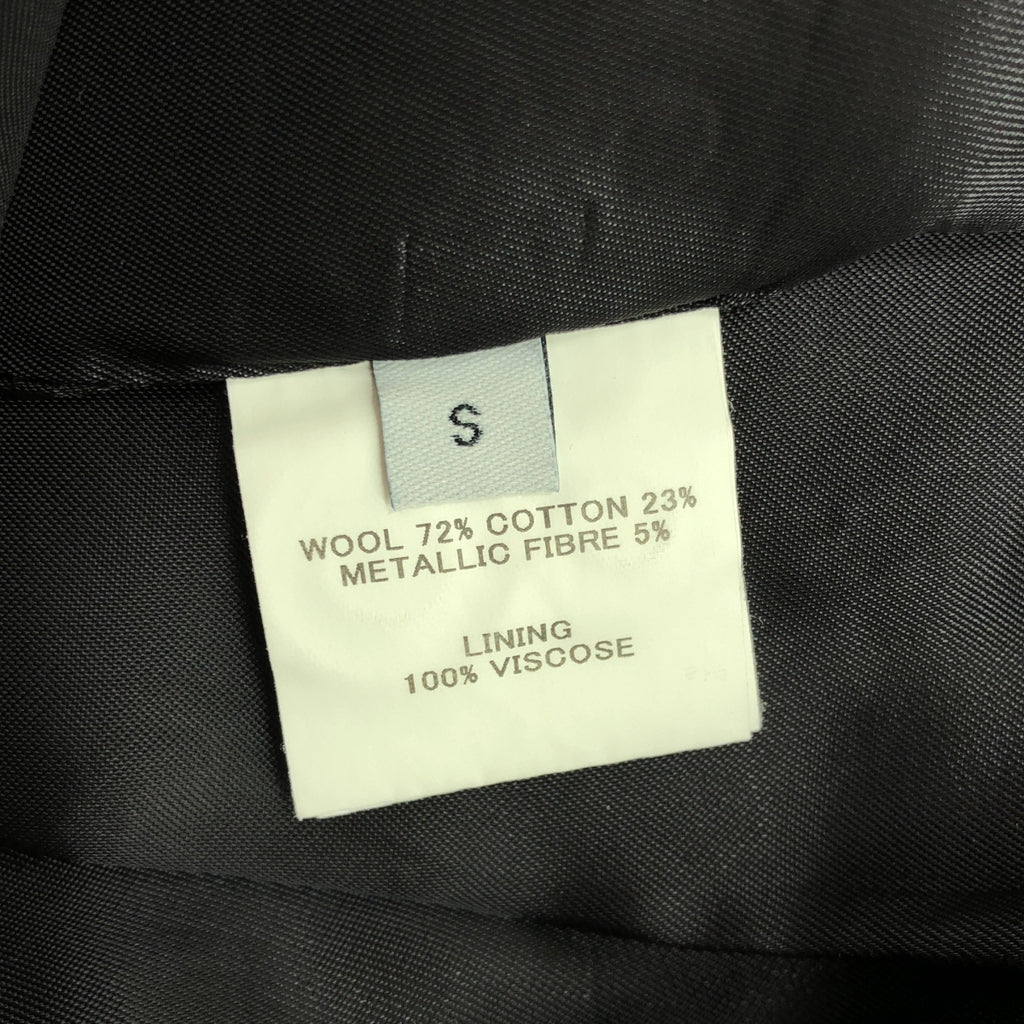 S
WOOL 72% COTTON 23%
METALLIC FIBRE 5%
LINING
100% VISCOSE